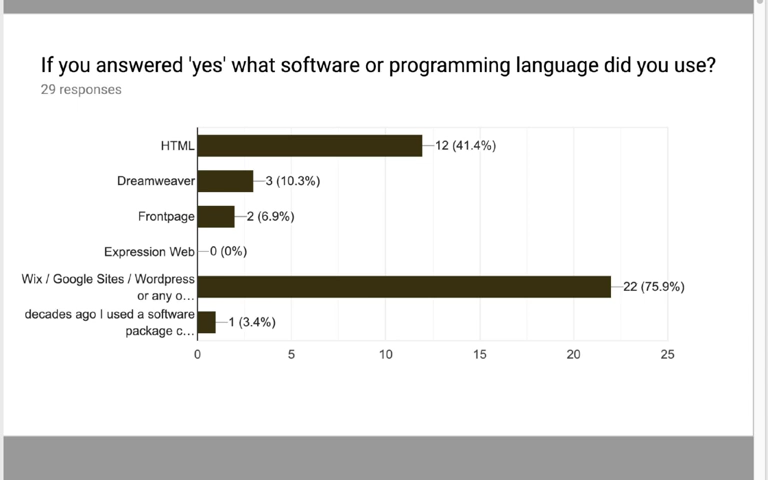 If you answered 'yes' what software or programming language did you use?
29 responses
HTML
12 (41.4%)
Dreamweaver
3 (10.3%)
Frontpage
2 (6.9%)
Expression Web
0 (0%)
Wix / Google Sites / Wordpress
or any o...
22 (75.9%)
decades ago I used a software
package c...
1 (3.4%)
0 5 10 15 20 25